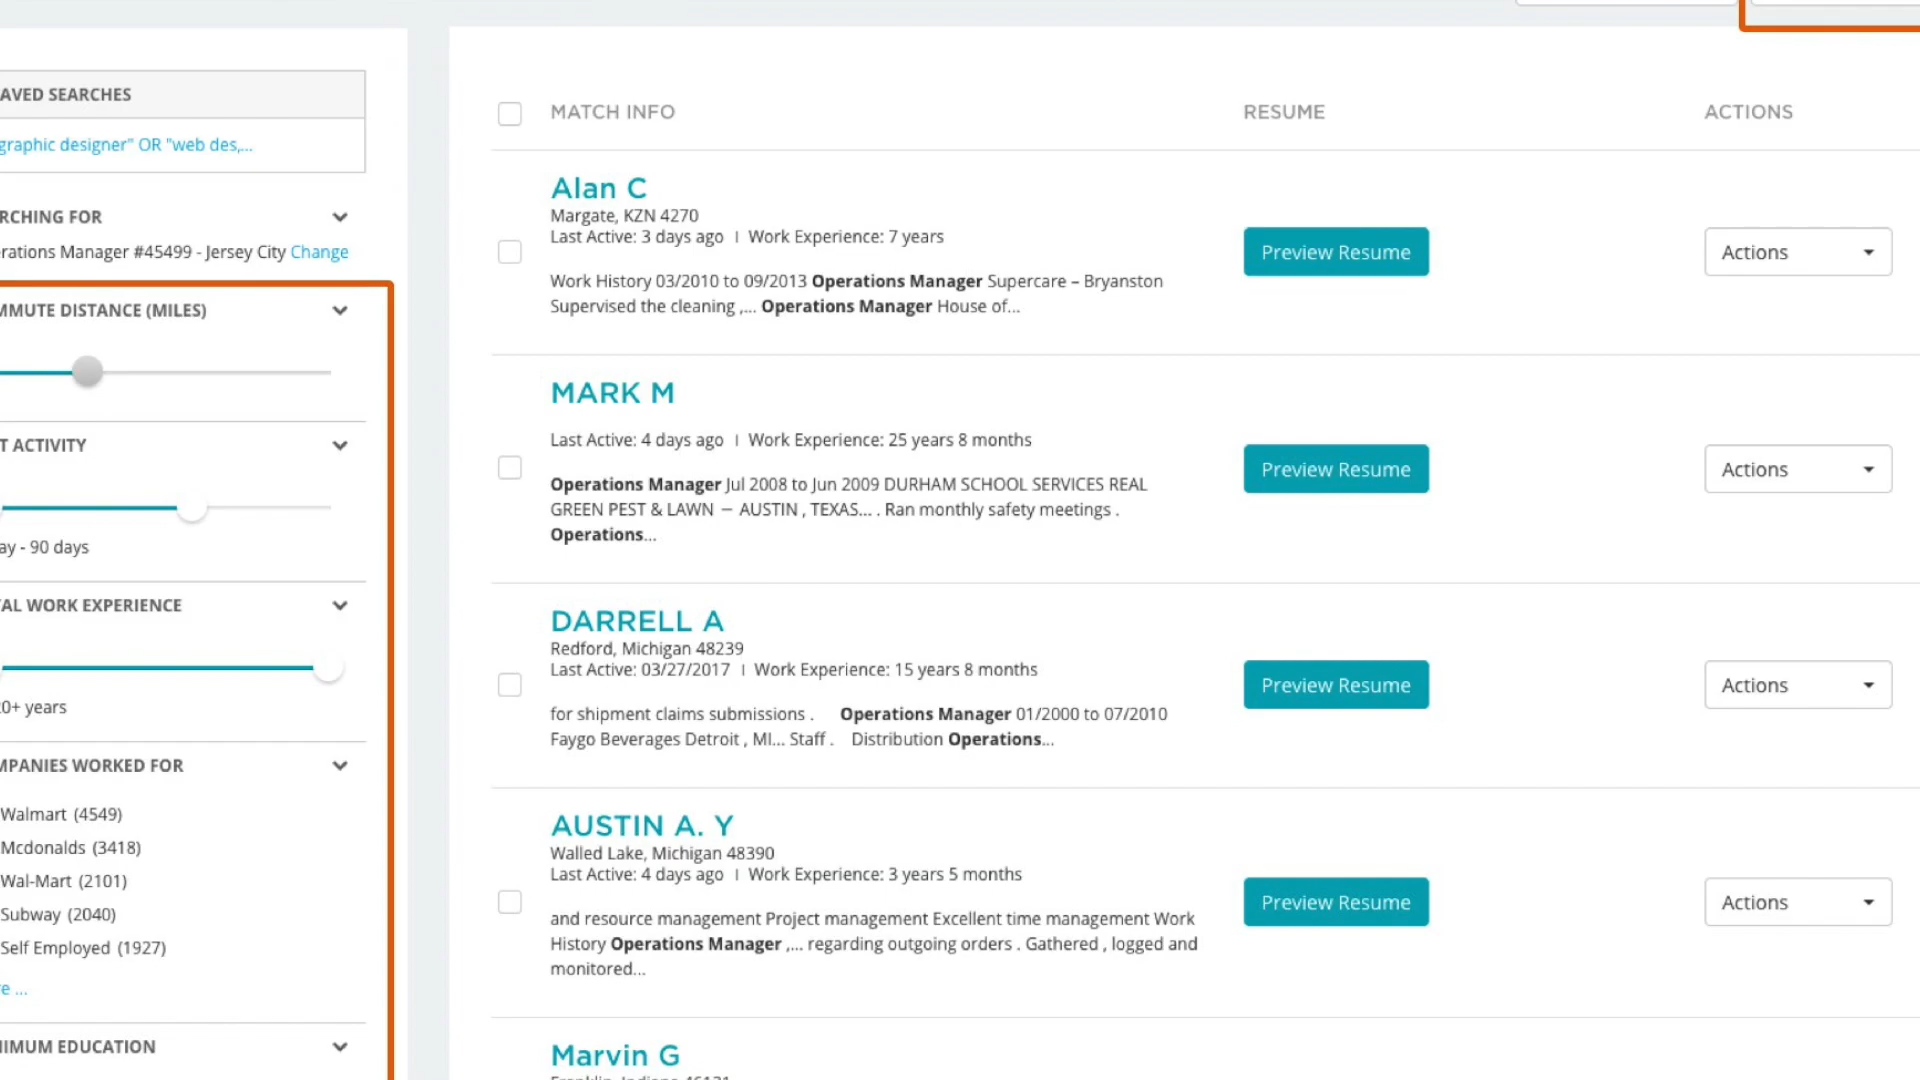 AVED SEARCHES
graphic designer" OR "web des,...
RCHING FOR
rations Manager #45499 - Jersey City Change
MMUTE DISTANCE (MILES)
T ACTIVITY
ay - 90 days
AL WORK EXPERIENCE
0+ years
MPANIES WORKED FOR
Walmart (4549)
Mcdonalds (3418)
Wal-Mart (2101)
Subway (2040)
Self Employed (1927)
e ...
NIMUM EDUCATION
MATCH INFO RESUME ACTIONS
Alan C
Margate, KZN 4270
Last Active: 3 days ago | Work Experience: 7 years
Work History 03/2010 to 09/2013 Operations Manager Supercare – Bryanston
Supervised the cleaning ,... Operations Manager House of...
Preview Resume
Actions
MARK M
Last Active: 4 days ago | Work Experience: 25 years 8 months
Operations Manager Jul 2008 to Jun 2009 DURHAM SCHOOL SERVICES REAL
GREEN PEST & LAWN — AUSTIN , TEXAS... . Ran monthly safety meetings .
Operations...
Preview Resume
Actions
DARRELL A
Redford, Michigan 48239
Last Active: 03/27/2017 | Work Experience: 15 years 8 months
for shipment claims submissions . Operations Manager 01/2000 to 07/2010
Faygo Beverages Detroit , MI... Staff . Distribution Operations...
Preview Resume
Actions
AUSTIN A. Y
Walled Lake, Michigan 48390
Last Active: 4 days ago | Work Experience: 3 years 5 months
and resource management Project management Excellent time management Work
History Operations Manager ,... regarding outgoing orders . Gathered , logged and
monitored...
Preview Resume
Actions
Marvin G
Franklin, Indiana 46131